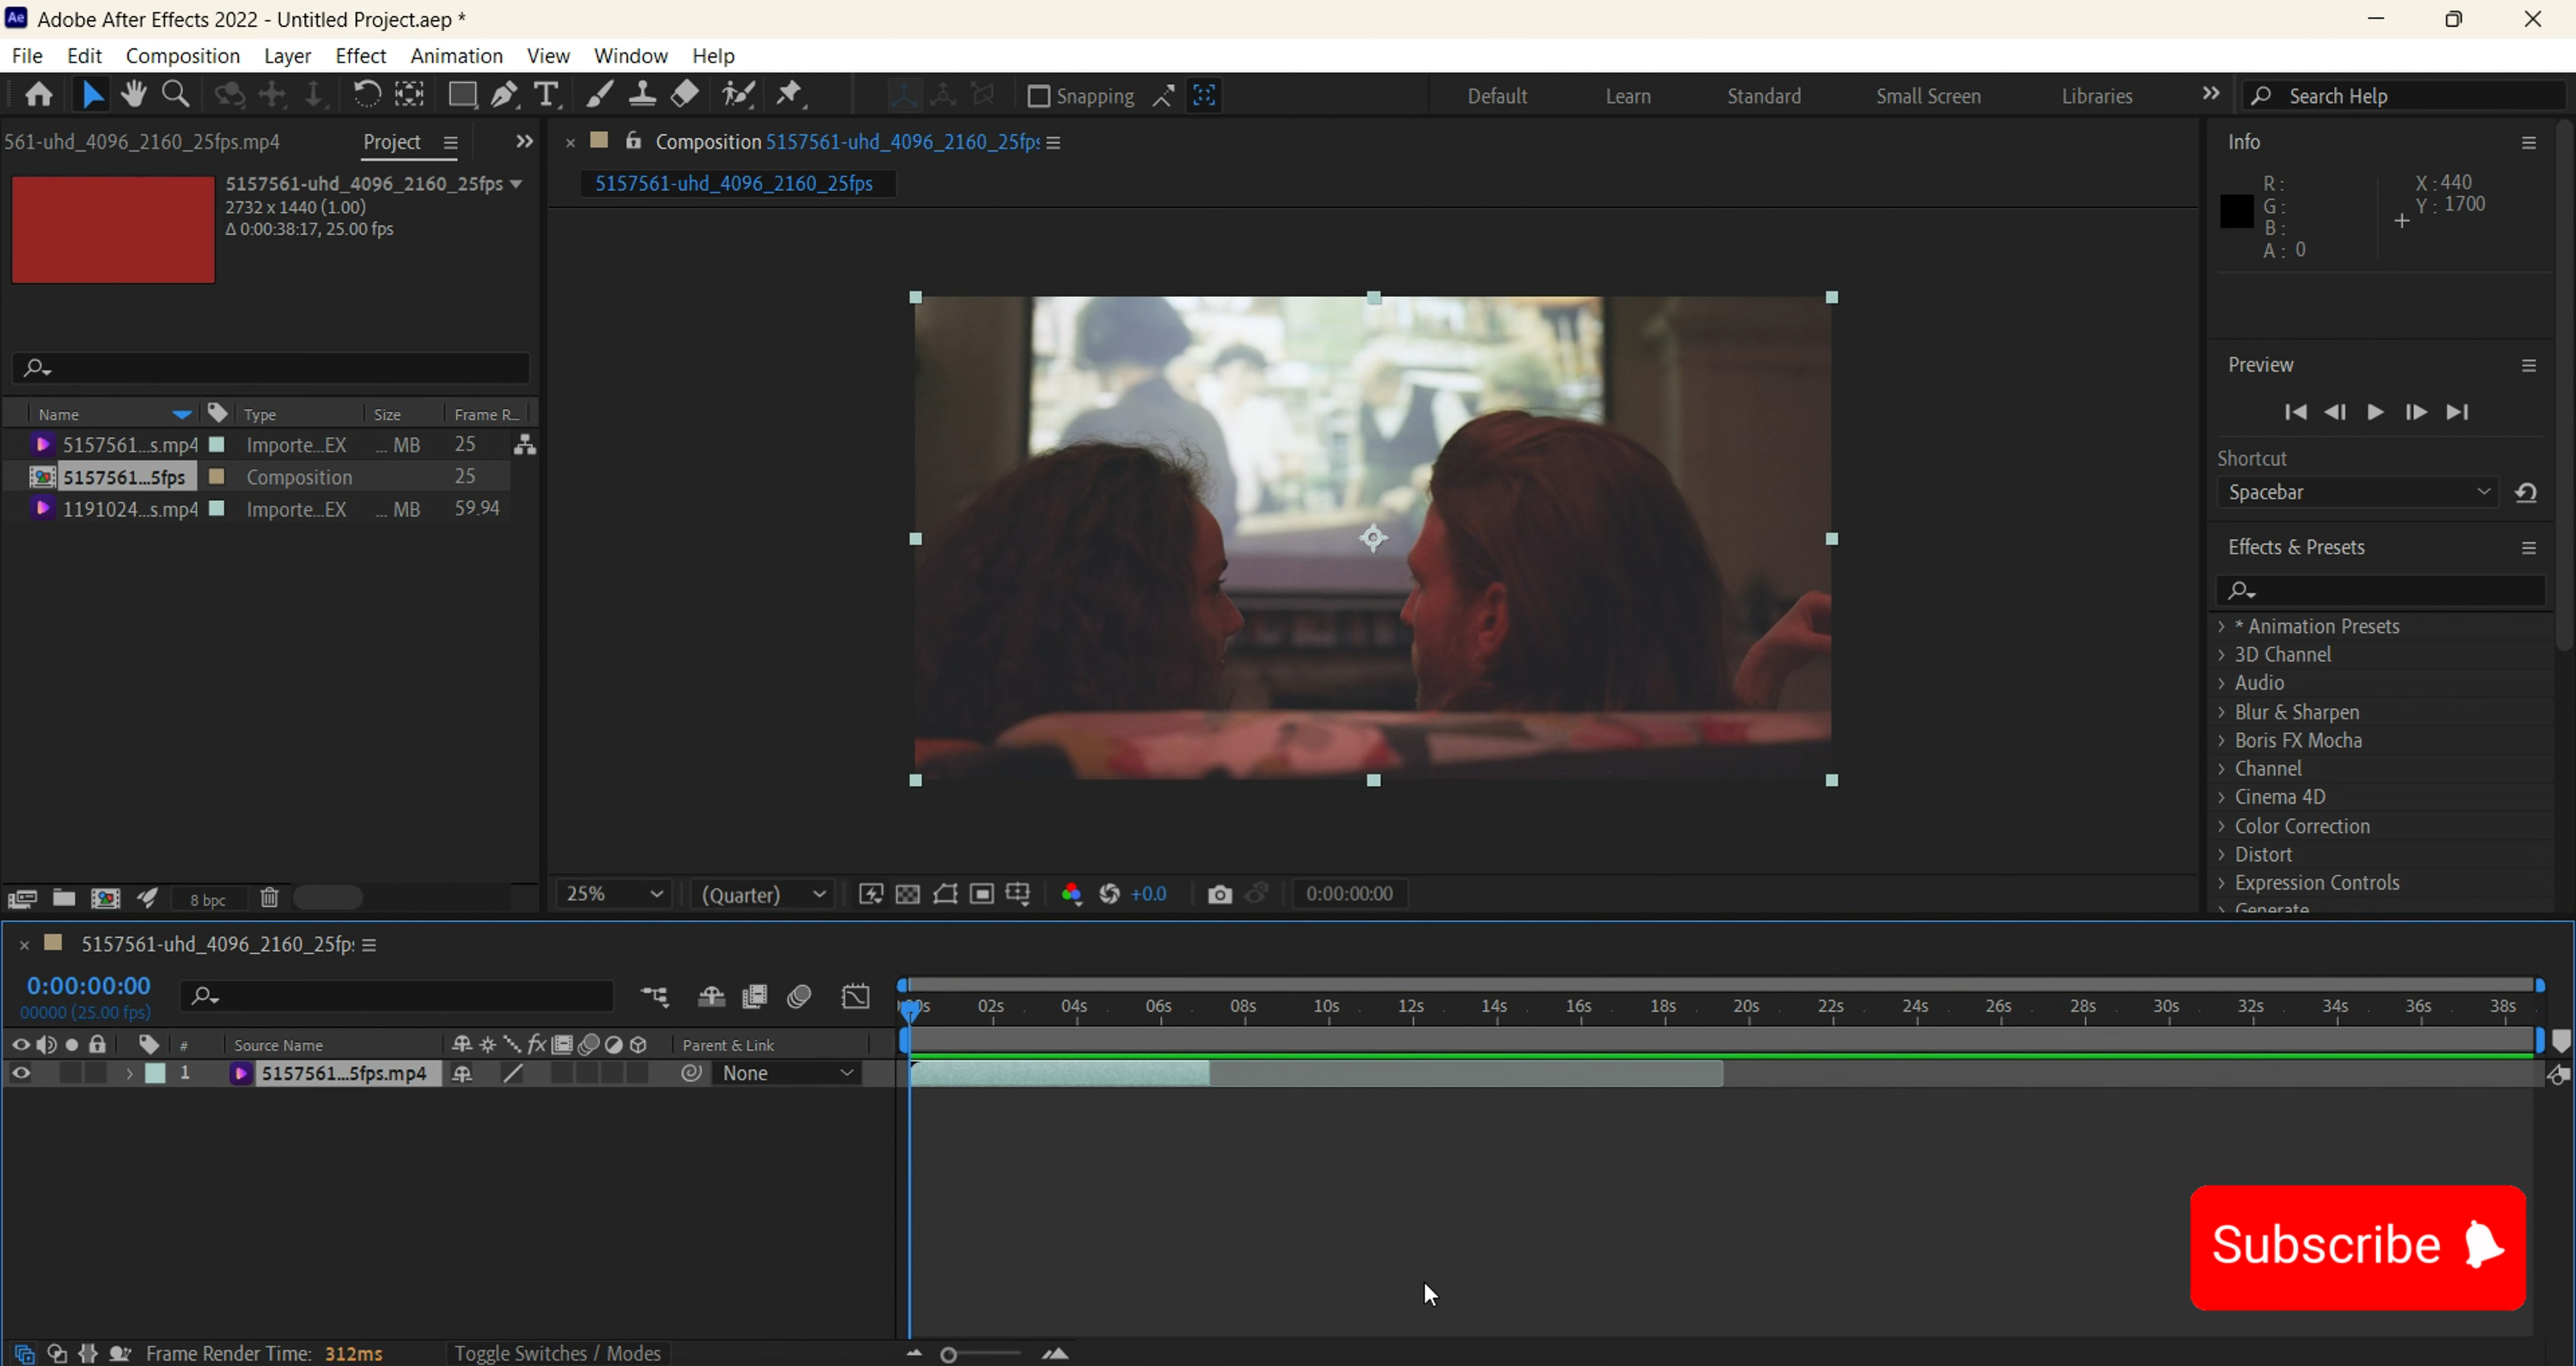 Adobe After Effects 2022 - Untitled Project.aep *
File Edit Composition Layer Effect Animation View Window Help
Snapping Default Learn Standard Small Screen Libraries Search Help
561-uhd_4096_2160_25fps.mp4 Project
Composition 5157561-uhd_4096_2160_25fps
5157561-uhd_4096_2160_25fps
5157561-uhd_4096_2160_25fps
2732 x 1440 (1.00)
Δ 0:00:38:17, 25.00 fps
Name Type Size Frame R...
5157561...s.mp4 Importe...EX ... MB 25
5157561...5fps Composition 25
1191024...s.mp4 Importe...EX ... MB 59.94
8 bpc
25% (Quarter) +0.0 0:00:00:00
Info
R :
G :
B :
A : 0
X : 440
Y : 1700
Preview
Shortcut
Spacebar
Effects & Presets
* Animation Presets
3D Channel
Audio
Blur & Sharpen
Boris FX Mocha
Channel
Cinema 4D
Color Correction
Distort
Expression Controls
Generate
5157561-uhd_4096_2160_25fp
0:00:00:00
00000 (25.00 fps)
02s 04s 06s 08s 10s 12s 14s 16s 18s 20s 22s 24s 26s 28s 30s 32s 34s 36s 38s
# Source Name fx Parent & Link
1 5157561...5fps.mp4 None
Subscribe
Frame Render Time: 312ms Toggle Switches / Modes